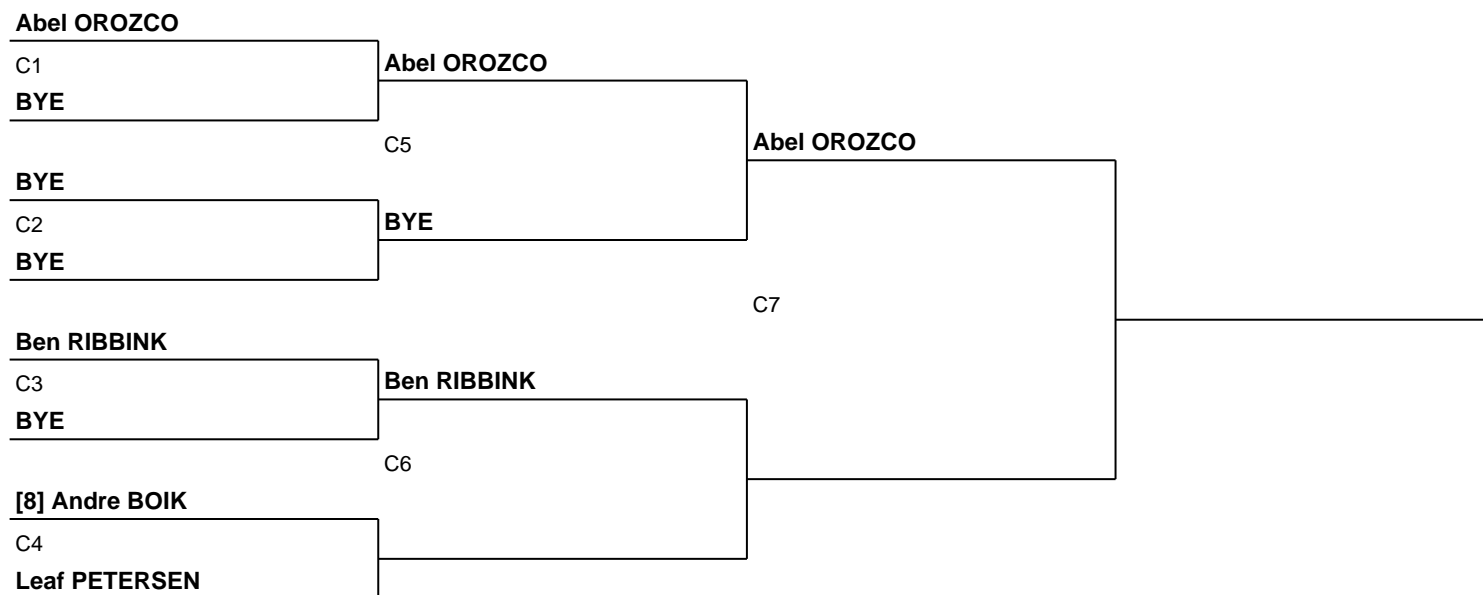 Abel OROZCO
C1
BYE
Abel OROZCO
C5
Abel OROZCO
BYE
C2
BYE
BYE
C7
Ben RIBBINK
C3
BYE
Ben RIBBINK
C6
[8] Andre BOIK
C4
Leaf PETERSEN